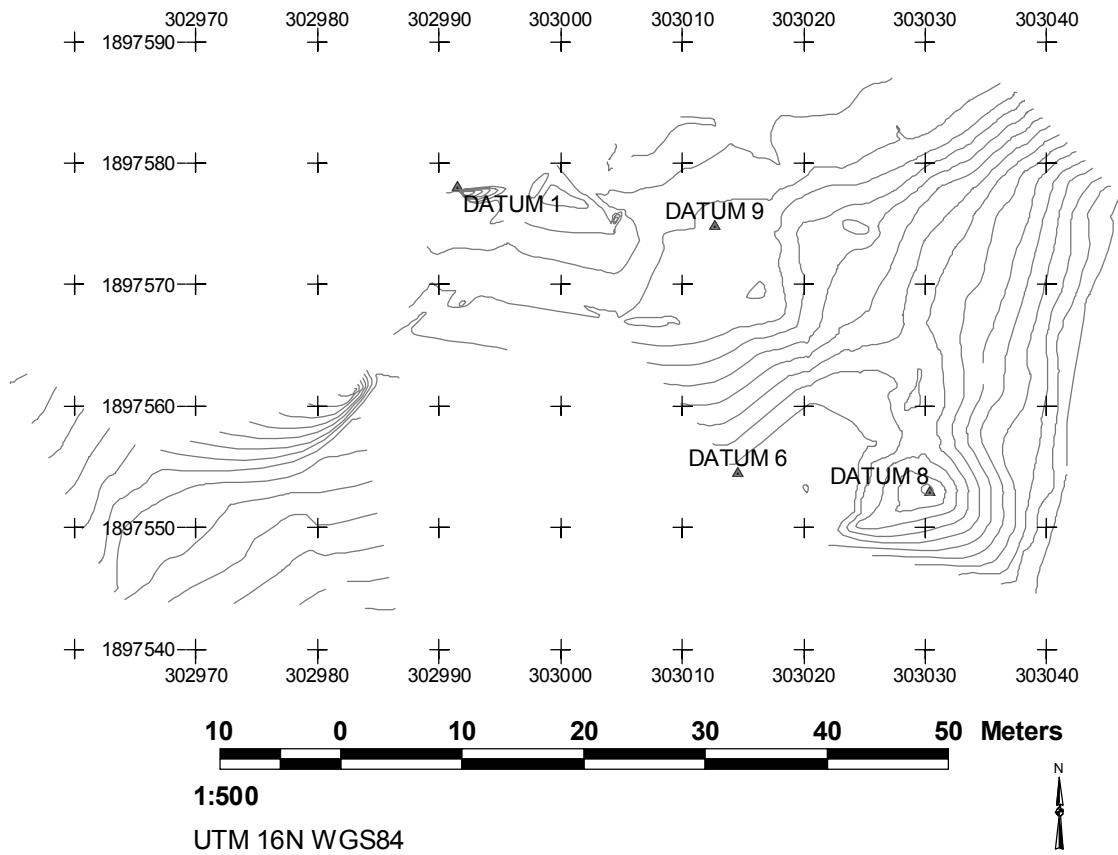 302970 302980 302990 303000 303010 303020 303030 303040
1897590
1897580
DATUM 1 DATUM 9
1897570
1897560
DATUM 6 DATUM 8
1897550
1897540
302970 302980 302990 303000 303010 303020 303030 303040
10 0 10 20 30 40 50 Meters
1:500
N
UTM 16N WGS84